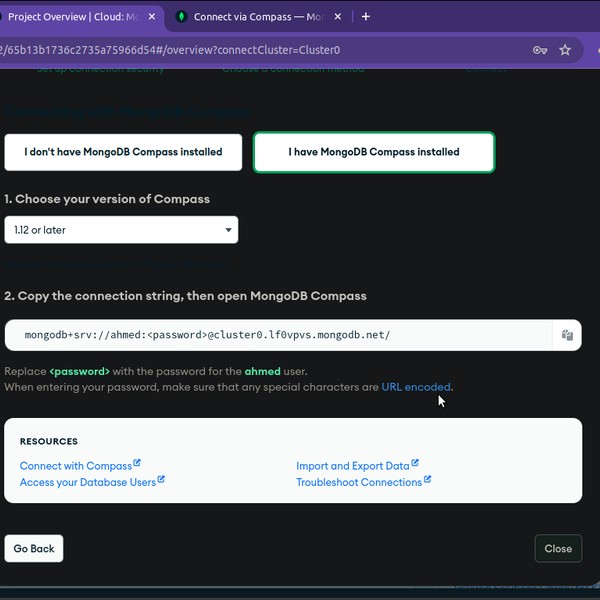 Project Overview | Cloud: Mo
Connect via Compass — Mon
2/65b13b1736c2735a75966d54#/overview?connectCluster=Cluster0
Set up connection security
Choose a connection method
Connect
I don't have MongoDB Compass installed
I have MongoDB Compass installed
1. Choose your version of Compass
1.12 or later
2. Copy the connection string, then open MongoDB Compass
mongodb+srv://ahmed:<password>@cluster0.lf0vpvs.mongodb.net/
Replace <password> with the password for the ahmed user.
When entering your password, make sure that any special characters are URL encoded.
RESOURCES
Connect with Compass
Import and Export Data
Access your Database Users
Troubleshoot Connections
Go Back
Close